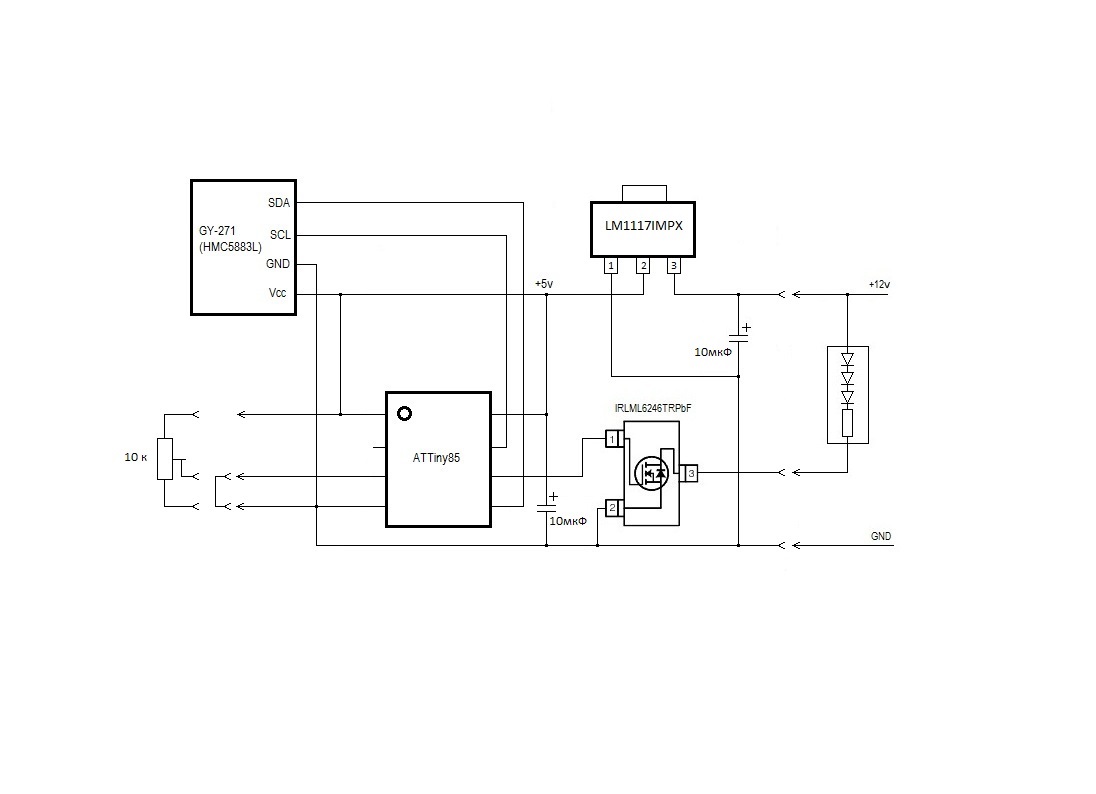 SDA
GY-271
(HMC5883L)
SCL
GND
Vcc
LM1117IMPX
1
2
3
+5v
+12v
+
10мкФ
IRLML6246TRPbF
1
3
2
10 к
ATTiny85
+
10мкФ
GND